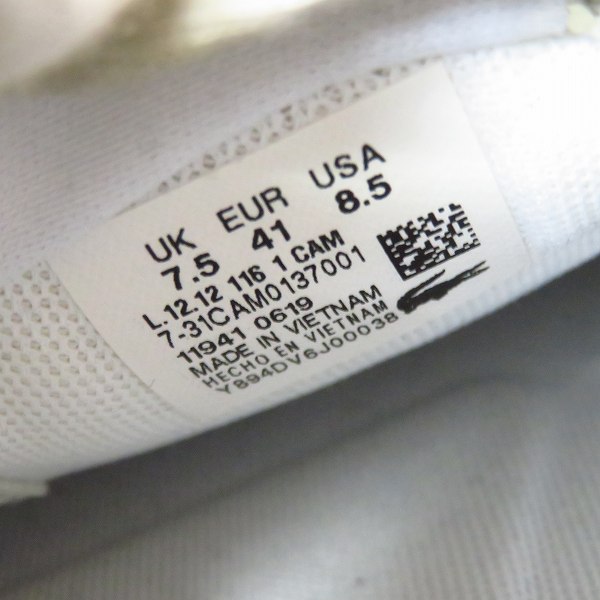 UK EUR USA
7.5 41 8.5
L.12.12 116 1 CAM
7-31CAM0137001
11941 0619
MADE IN VIETNAM
HECHO EN VIETNAM
Y894DV6J00038